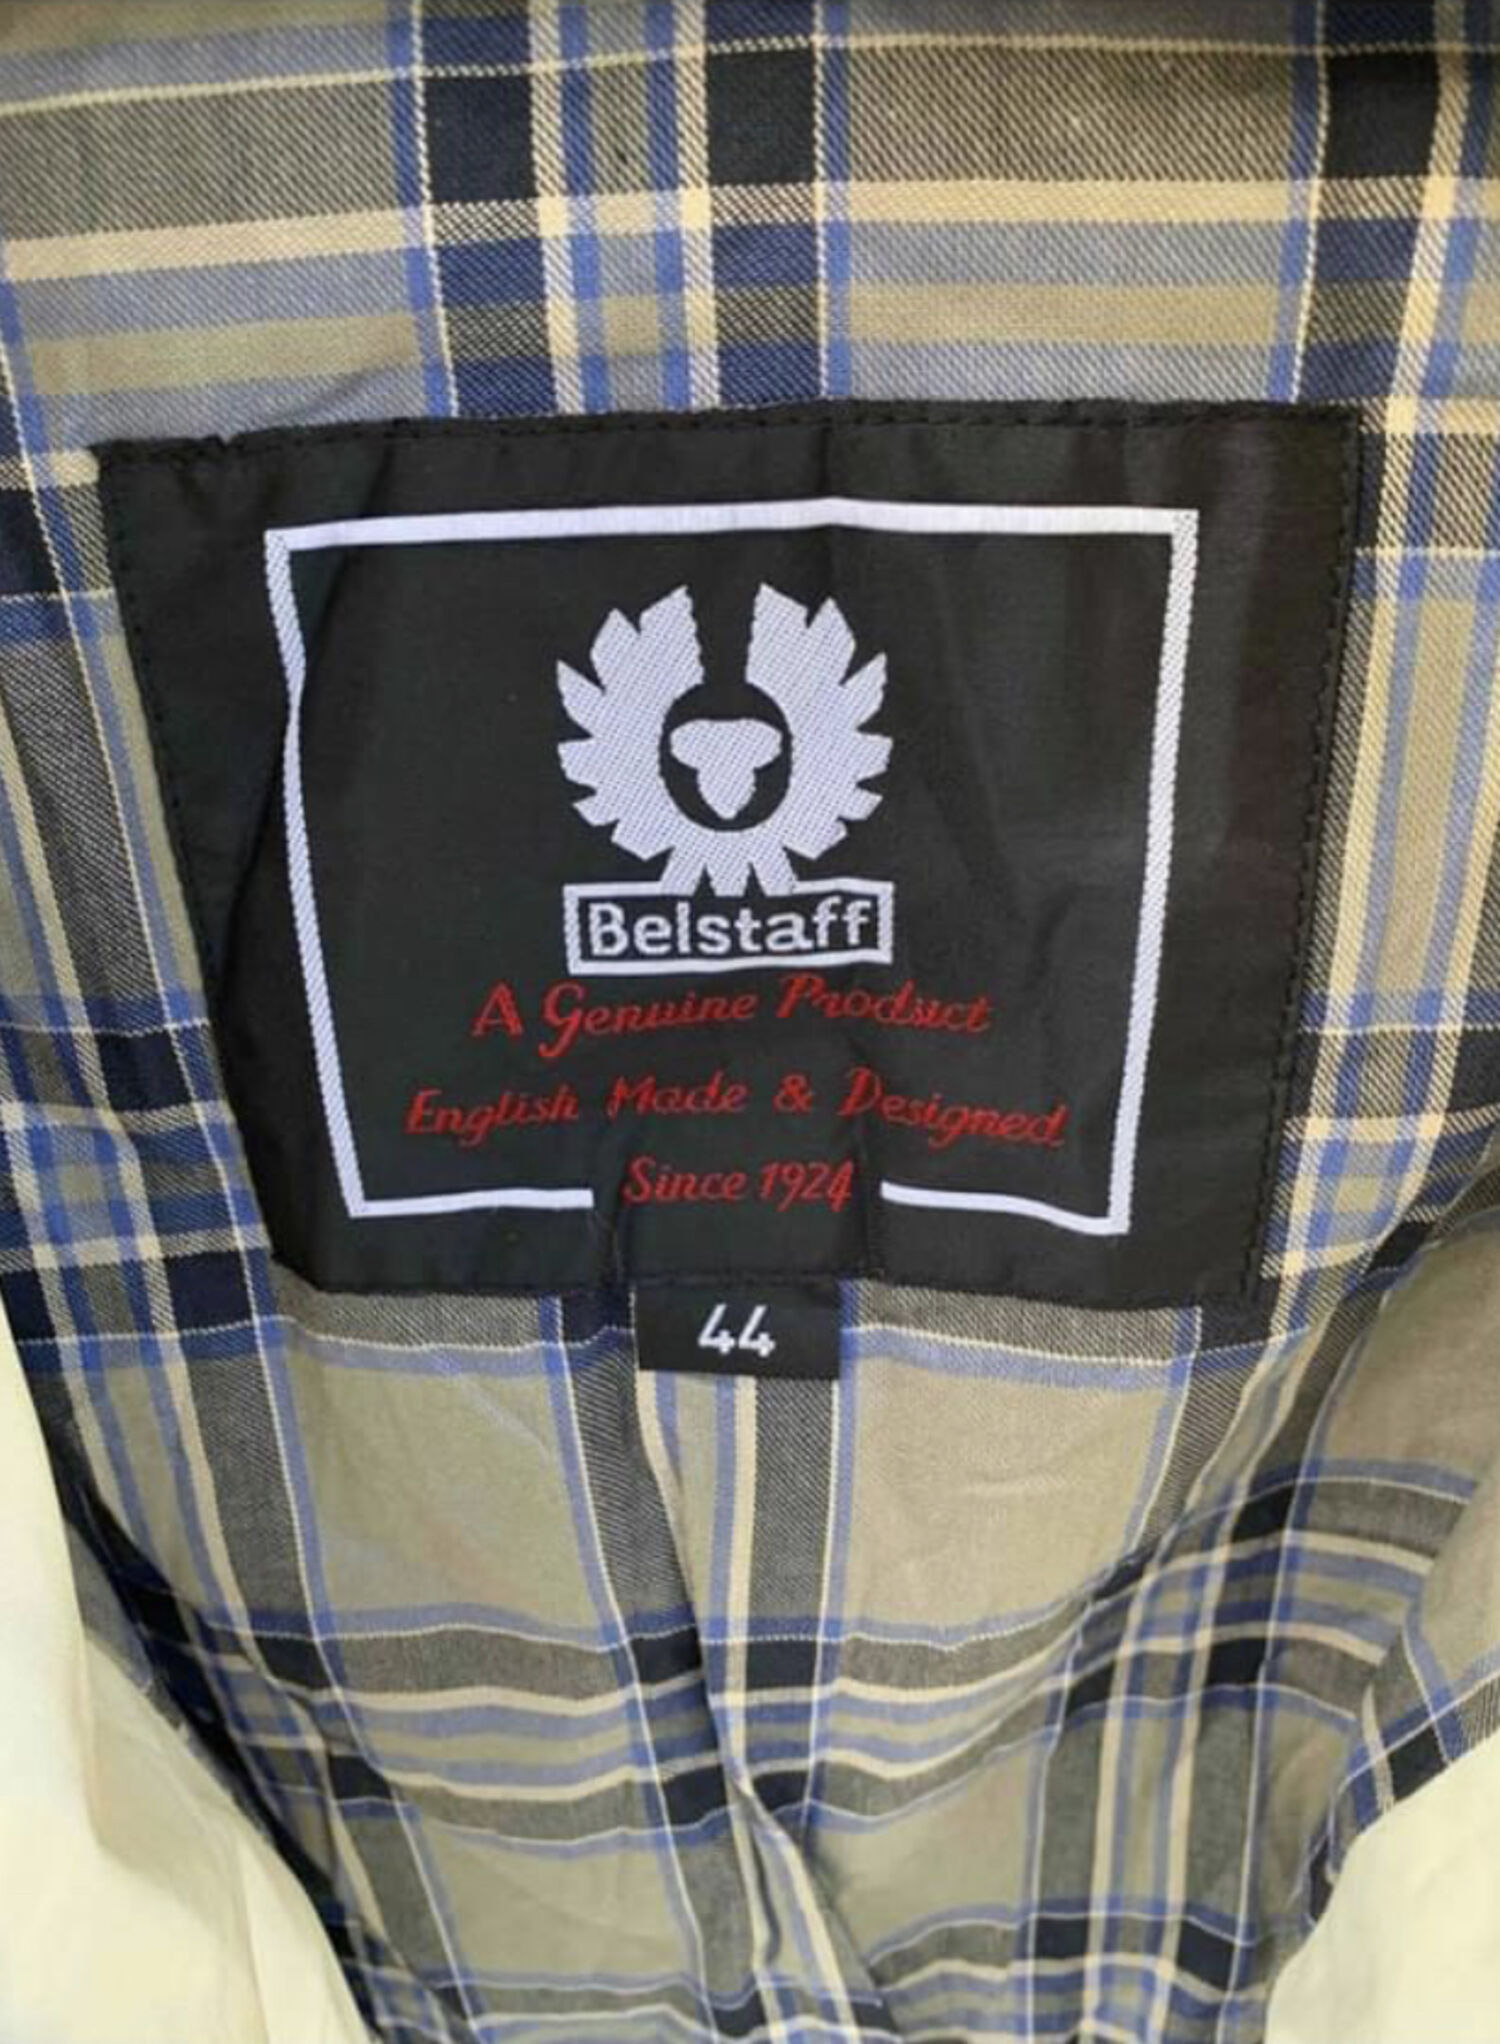 Belstaff
A Genuine Product
English Made & Designed
Since 1924
44